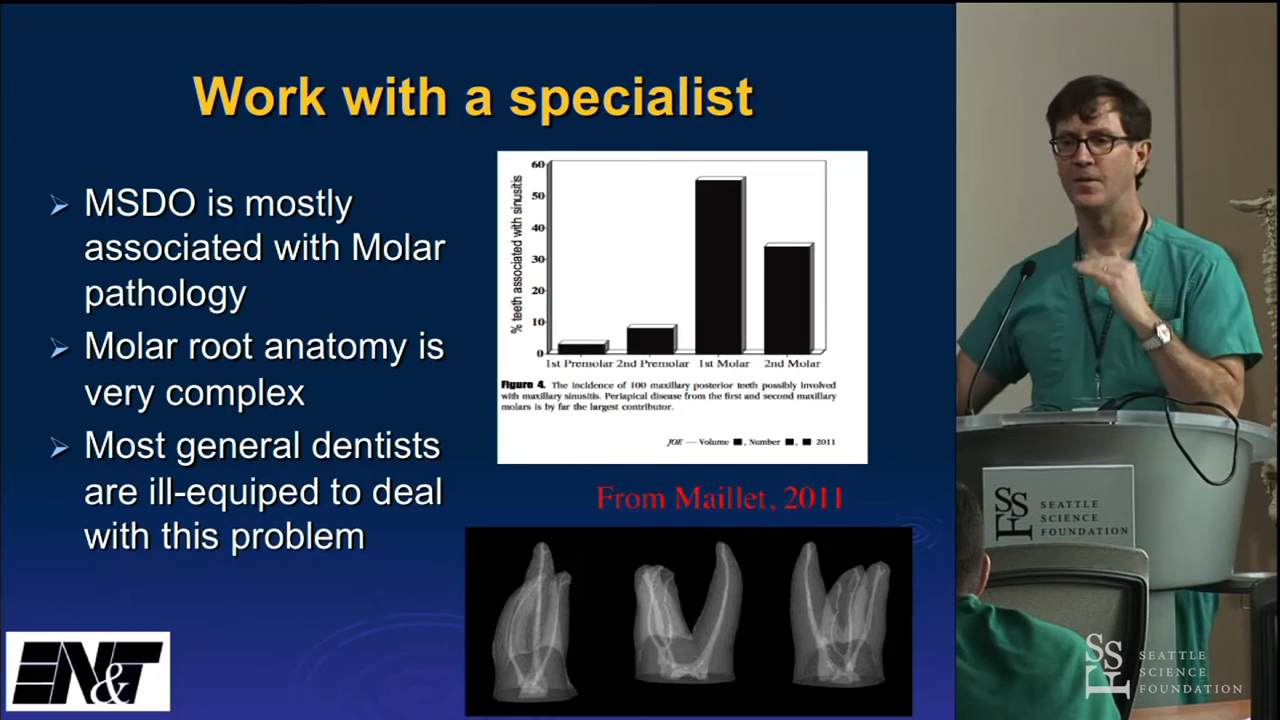 Work with a specialist
MSDO is mostly
associated with Molar
pathology
Molar root anatomy is
very complex
Most general dentists
are ill-equiped to deal
with this problem
% teeth associated with sinusitis
60
50
40
30
20
10
0
1st Premolar 2nd Premolar 1st Molar 2nd Molar
Figure 4. The incidence of 100 maxillary posterior teeth possibly involved
with maxillary sinusitis. Periapical disease from the first and second maxillary
molars is by far the largest contributor.
JOE — Volume ■, Number ■, ■ 2011
From Maillet, 2011
EN&T
SSF
SEATTLE
SCIENCE
FOUNDATION
SSF
SEATTLE
SCIENCE
FOUNDATION